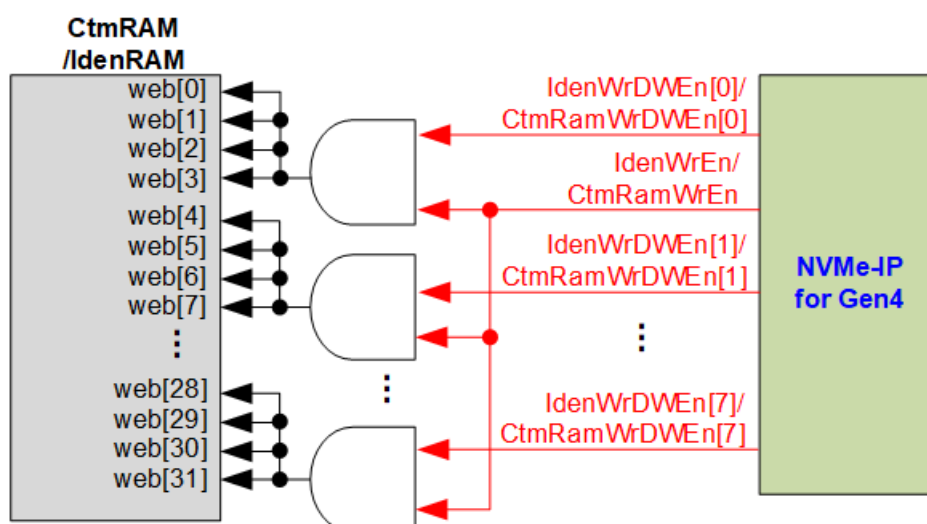 CtmRAM
/IdenRAM
web[0]
web[1]
web[2]
web[3]
web[4]
web[5]
web[6]
web[7]
web[28]
web[29]
web[30]
web[31]
IdenWrDWEn[0]/
CtmRamWrDWEn[0]
IdenWrEn/
CtmRamWrEn
IdenWrDWEn[1]/
CtmRamWrDWEn[1]
IdenWrDWEn[7]/
CtmRamWrDWEn[7]
NVMe-IP
for Gen4